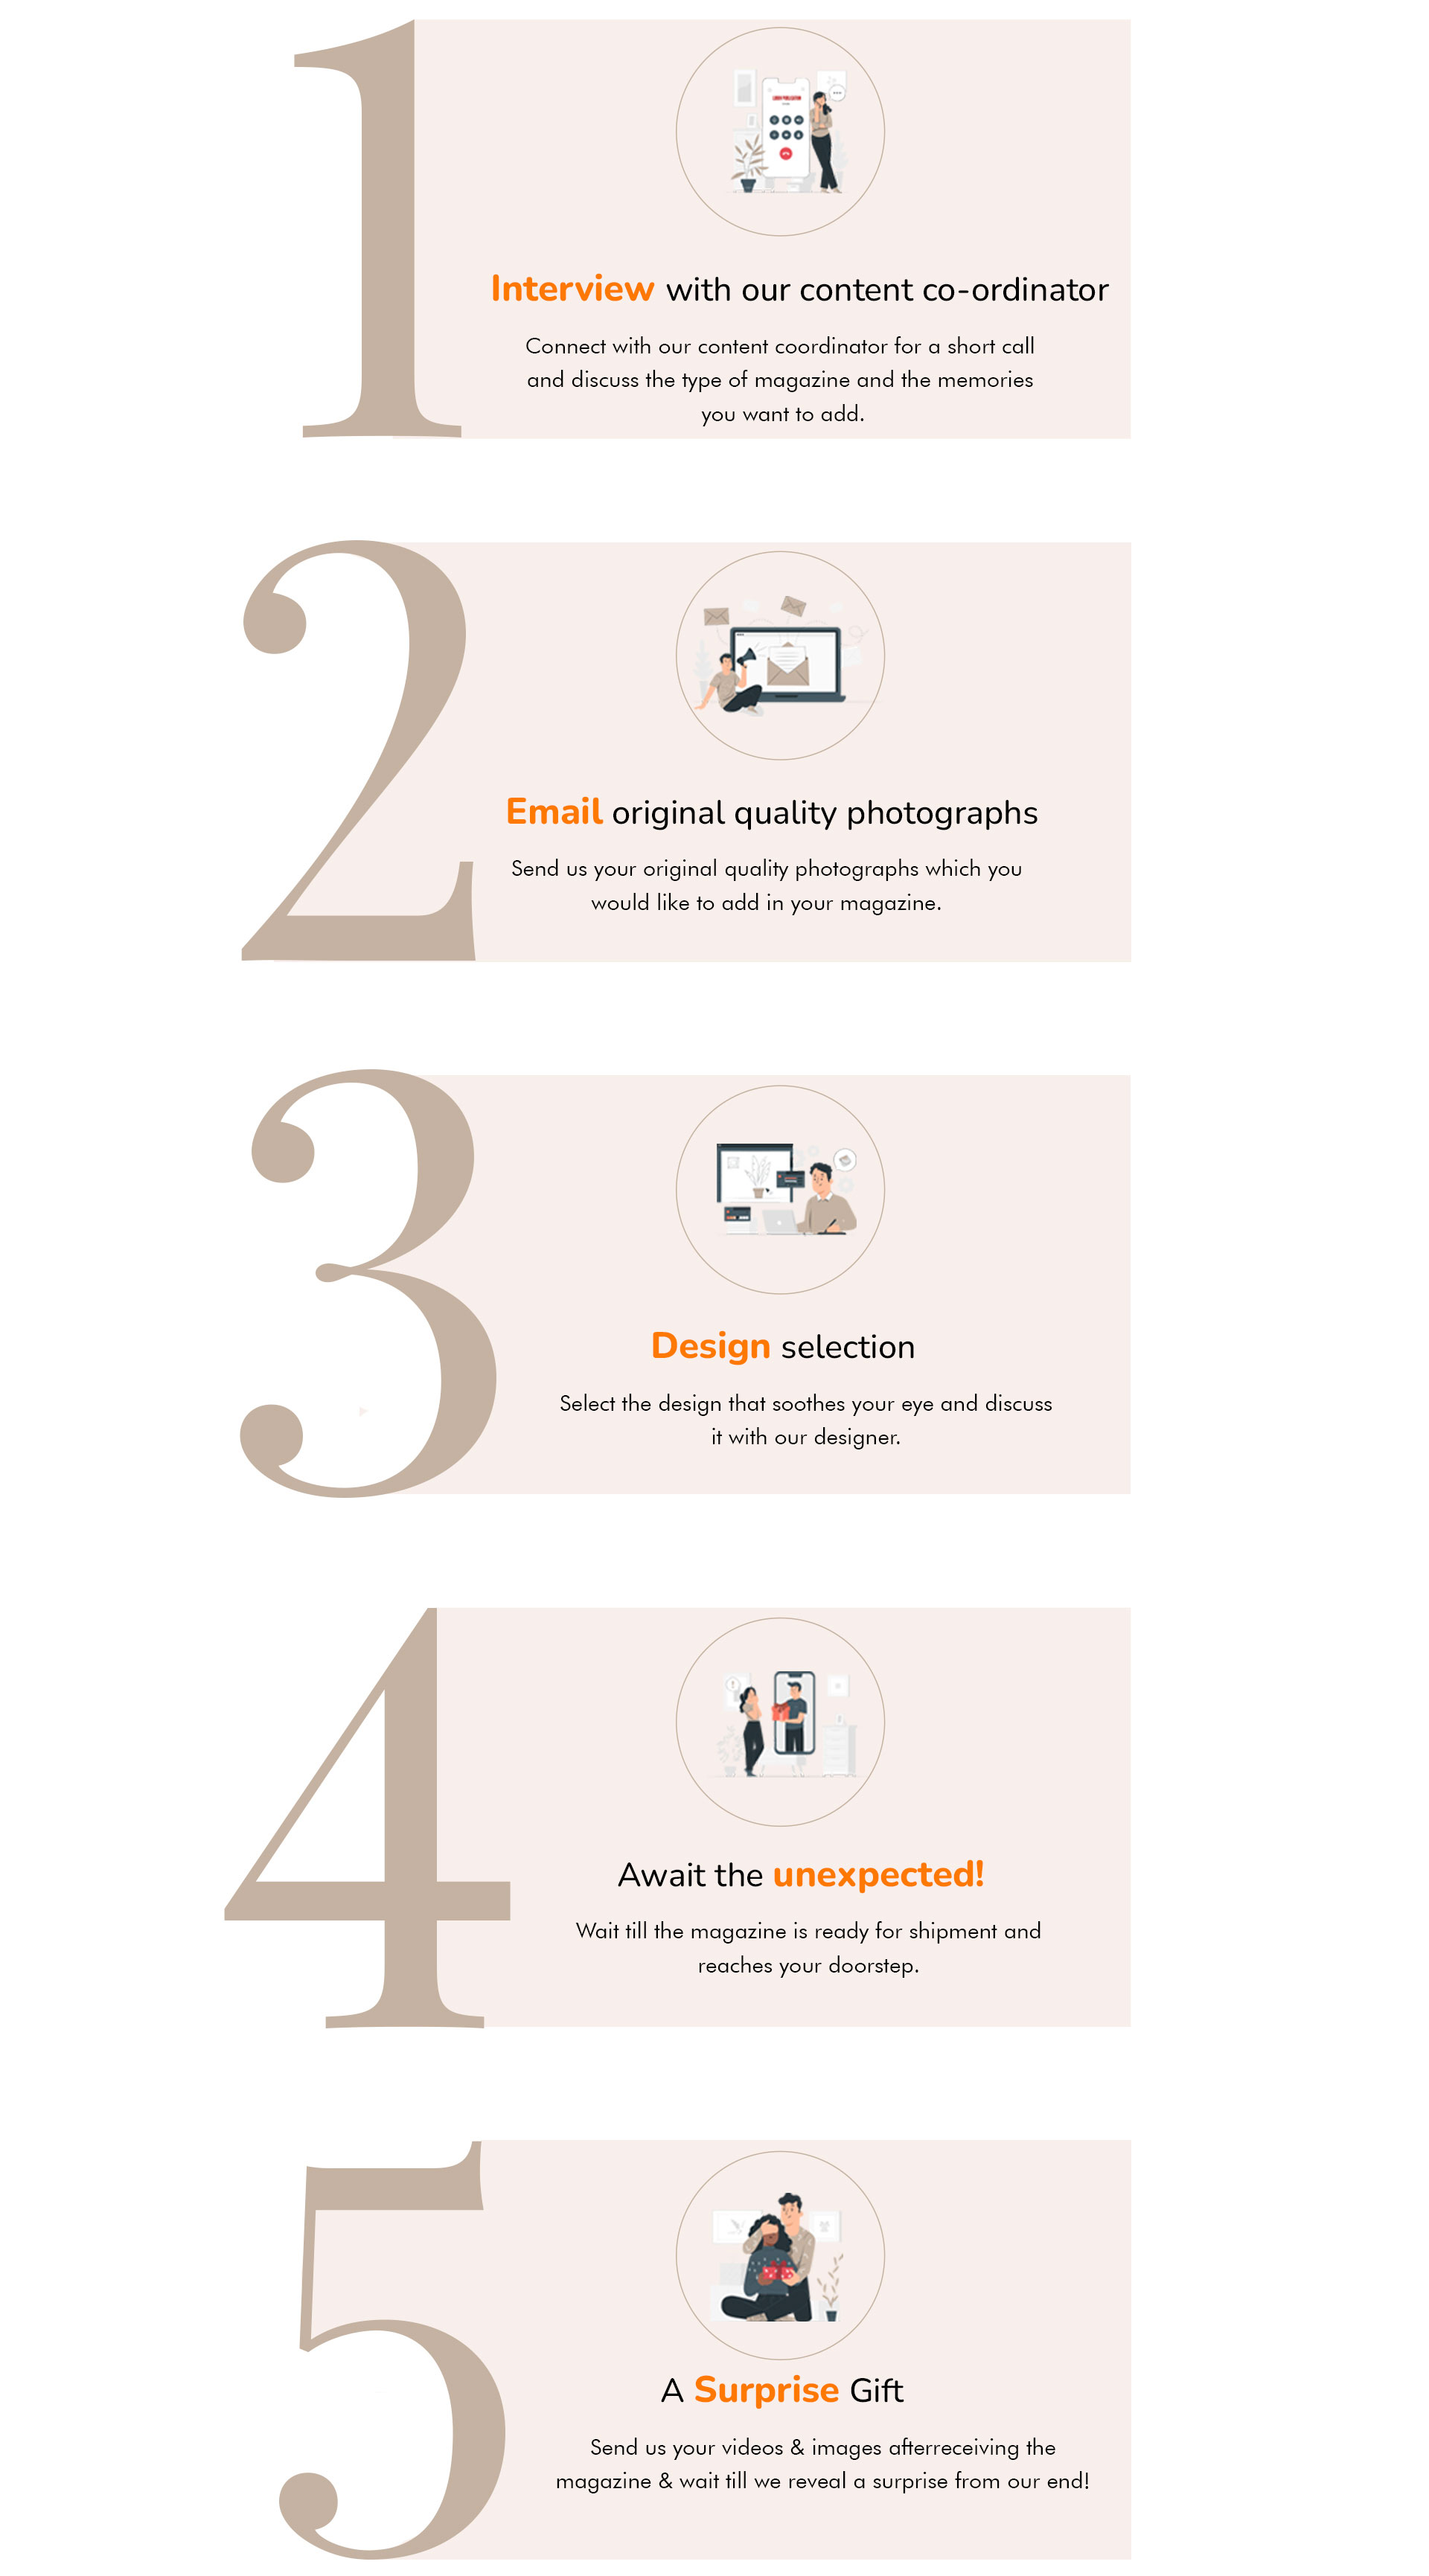 1
Interview with our content co-ordinator
Connect with our content coordinator for a short call
and discuss the type of magazine and the memories
you want to add.
2
Email original quality photographs
Send us your original quality photographs which you
would like to add in your magazine.
3
Design selection
Select the design that soothes your eye and discuss
it with our designer.
4
Await the unexpected!
Wait till the magazine is ready for shipment and
reaches your doorstep.
5
A Surprise Gift
Send us your videos & images afterreceiving the
magazine & wait till we reveal a surprise from our end!